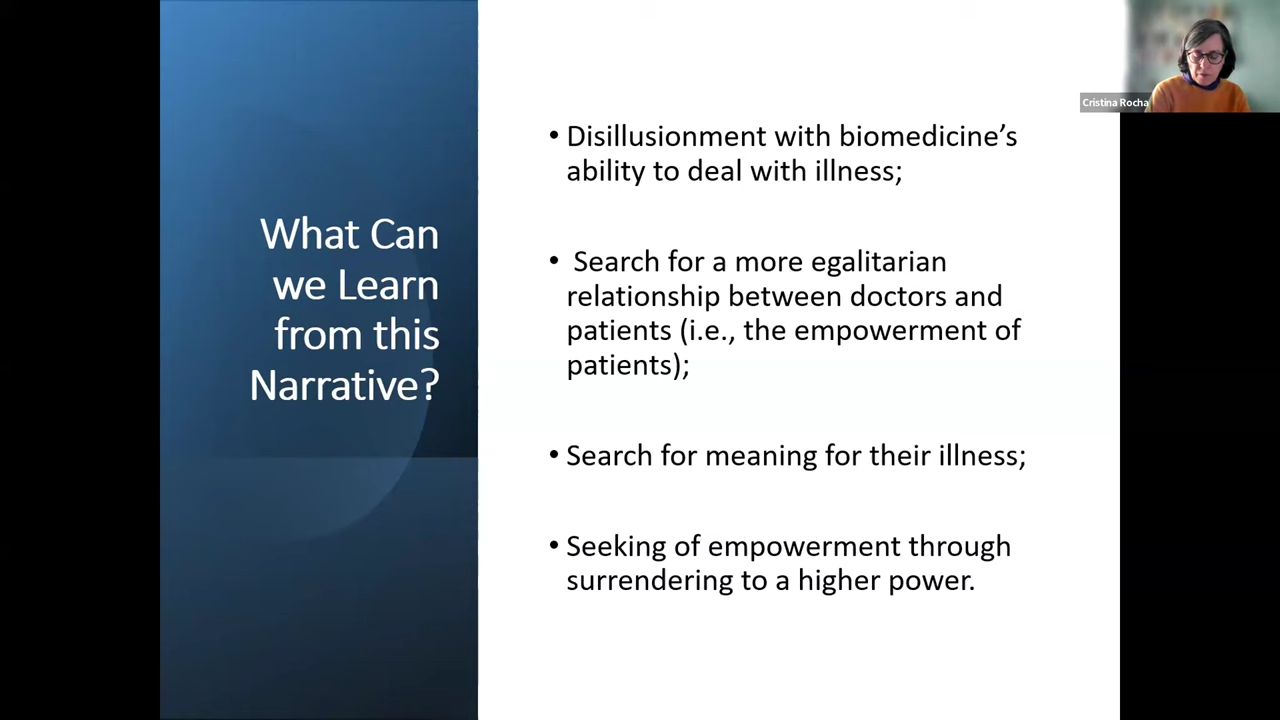 What Can
we Learn
from this
Narrative?
• Disillusionment with biomedicine’s
ability to deal with illness;
• Search for a more egalitarian
relationship between doctors and
patients (i.e., the empowerment of
patients);
• Search for meaning for their illness;
• Seeking of empowerment through
surrendering to a higher power.
Cristina Rocha